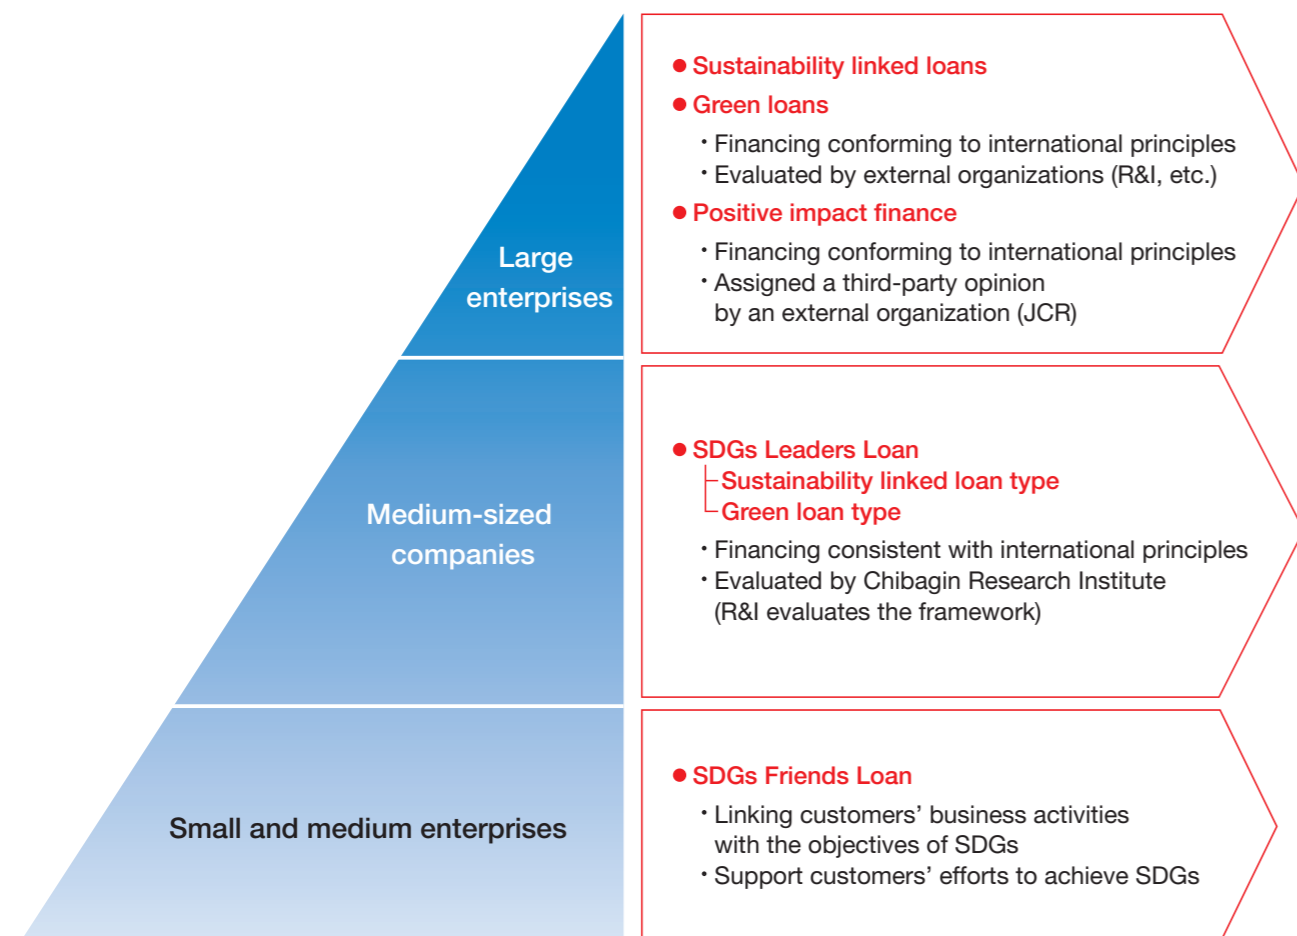 Large
enterprises
● Sustainability linked loans
● Green loans
・Financing conforming to international principles
・Evaluated by external organizations (R&I, etc.)
● Positive impact finance
・Financing conforming to international principles
・Assigned a third-party opinion
by an external organization (JCR)
Medium-sized
companies
● SDGs Leaders Loan
Sustainability linked loan type
Green loan type
・Financing consistent with international principles
・Evaluated by Chibagin Research Institute
(R&I evaluates the framework)
Small and medium enterprises
● SDGs Friends Loan
・Linking customers’ business activities
with the objectives of SDGs
・Support customers’ efforts to achieve SDGs